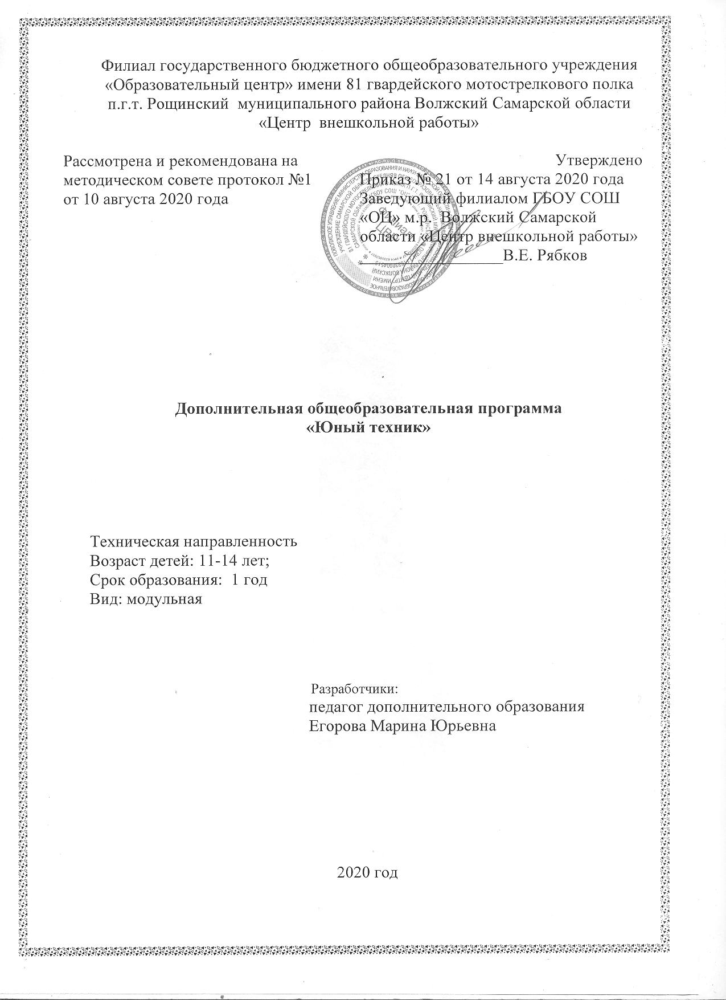 Филиал государственного бюджетного общеобразовательного учреждения
«Образовательный центр» имени 81 гвардейского мотострелкового полка
п.г.т. Рощинский муниципального района Волжский Самарской области
«Центр внешкольной работы»
Рассмотрена и рекомендована на
методическом совете протокол №1
от 10 августа 2020 года
Утверждено
Приказ № 21 от 14 августа 2020 года
Заведующий филиалом ГБОУ СОШ
«ОЦ» м.р. Волжский Самарской
области «Центр внешкольной работы»
__________________В.Е. Рябков
Филиал
ЦВР
Дополнительная общеобразовательная программа
«Юный техник»
Техническая направленность
Возраст детей: 11-14 лет;
Срок образования: 1 год
Вид: модульная
Разработчики:
педагог дополнительного образования
Егорова Марина Юрьевна
2020 год